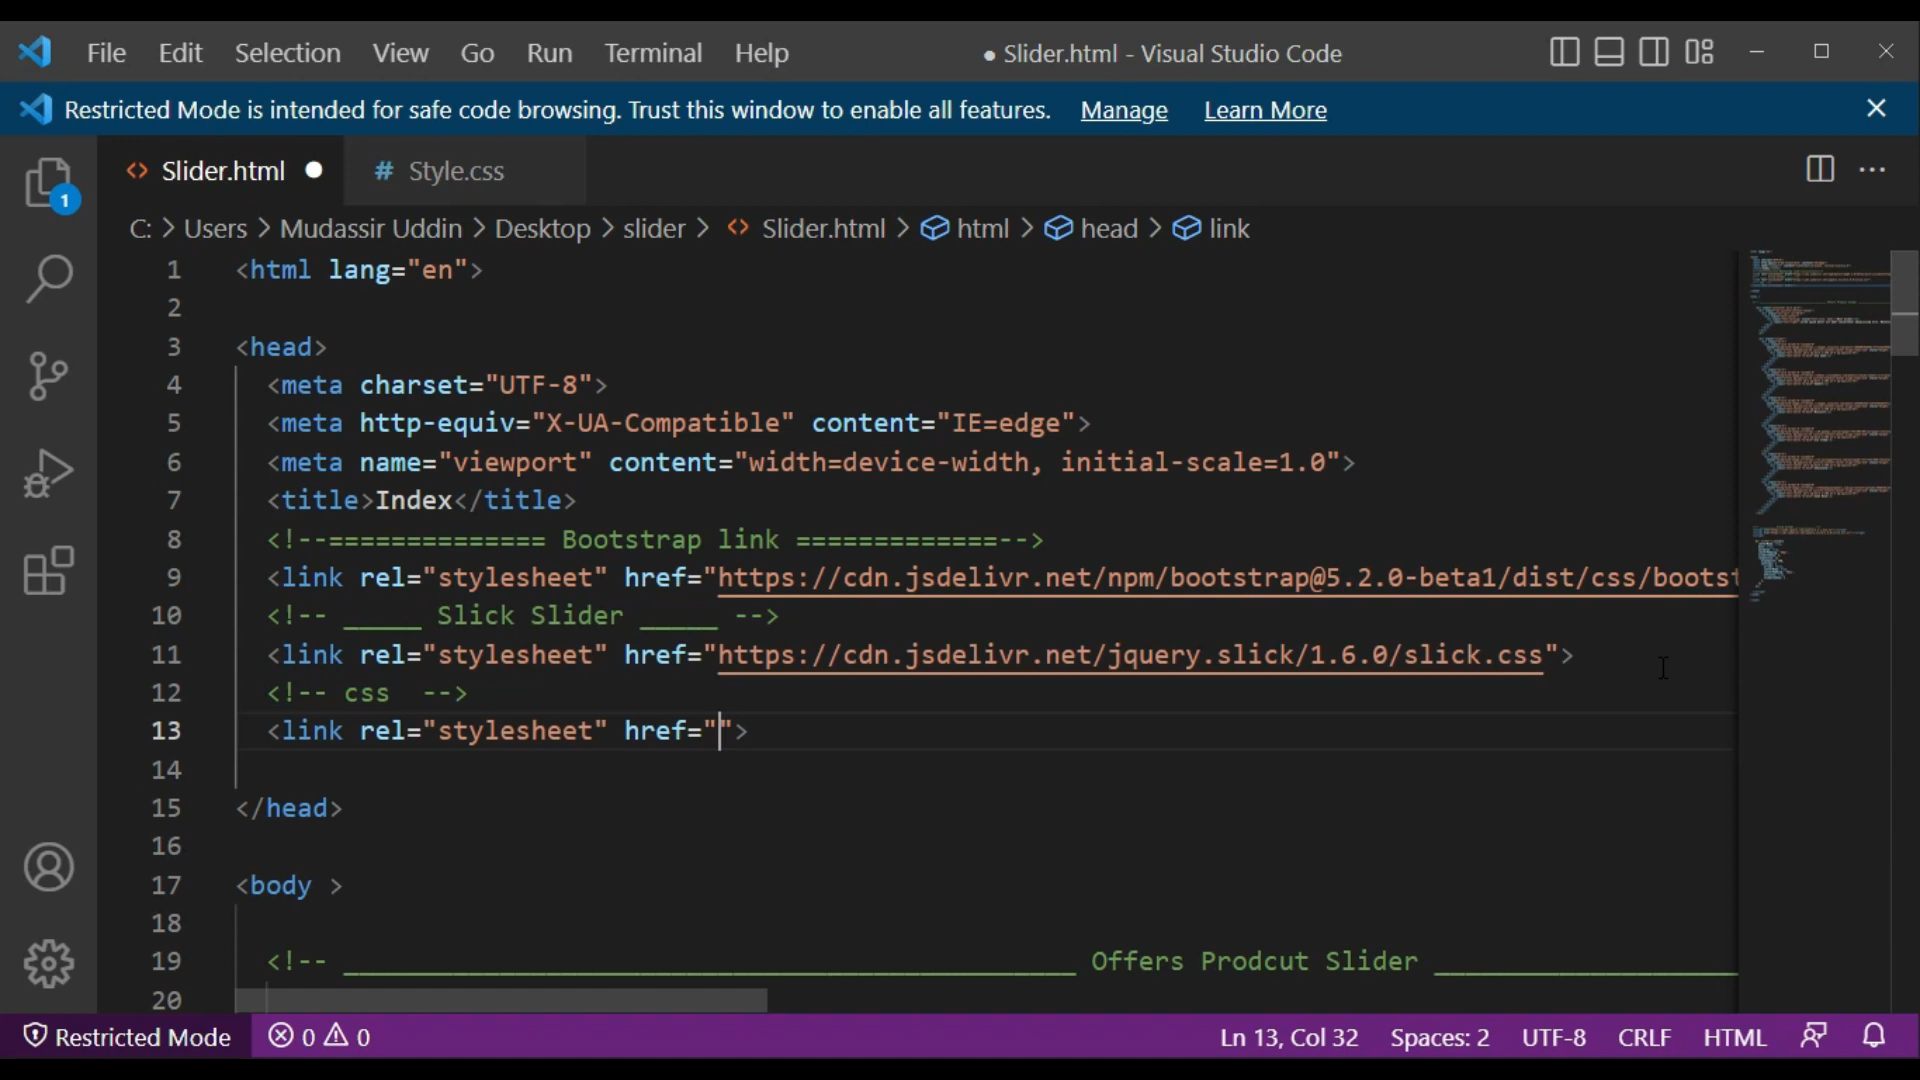 File Edit Selection View Go Run Terminal Help ● Slider.html - Visual Studio Code
Restricted Mode is intended for safe code browsing. Trust this window to enable all features. Manage Learn More
1
<> Slider.html ● # Style.css
C: > Users > Mudassir Uddin > Desktop > slider > <> Slider.html > html > head > link
1 <html lang="en">
2
3 <head>
4 <meta charset="UTF-8">
5 <meta http-equiv="X-UA-Compatible" content="IE=edge">
6 <meta name="viewport" content="width=device-width, initial-scale=1.0">
7 <title>Index</title>
8 <!--============== Bootstrap link =============-->
9 <link rel="stylesheet" href="https://cdn.jsdelivr.net/npm/bootstrap@5.2.0-beta1/dist/css/bootst
10 <!-- _____ Slick Slider _____ -->
11 <link rel="stylesheet" href="https://cdn.jsdelivr.net/jquery.slick/1.6.0/slick.css">
12 <!-- css  -->
13 <link rel="stylesheet" href="">
14
15 </head>
16
17 <body >
18
19 <!-- _______________________________________________ Offers Prodcut Slider ____________________
20
Restricted Mode 0 0 Ln 13, Col 32 Spaces: 2 UTF-8 CRLF HTML